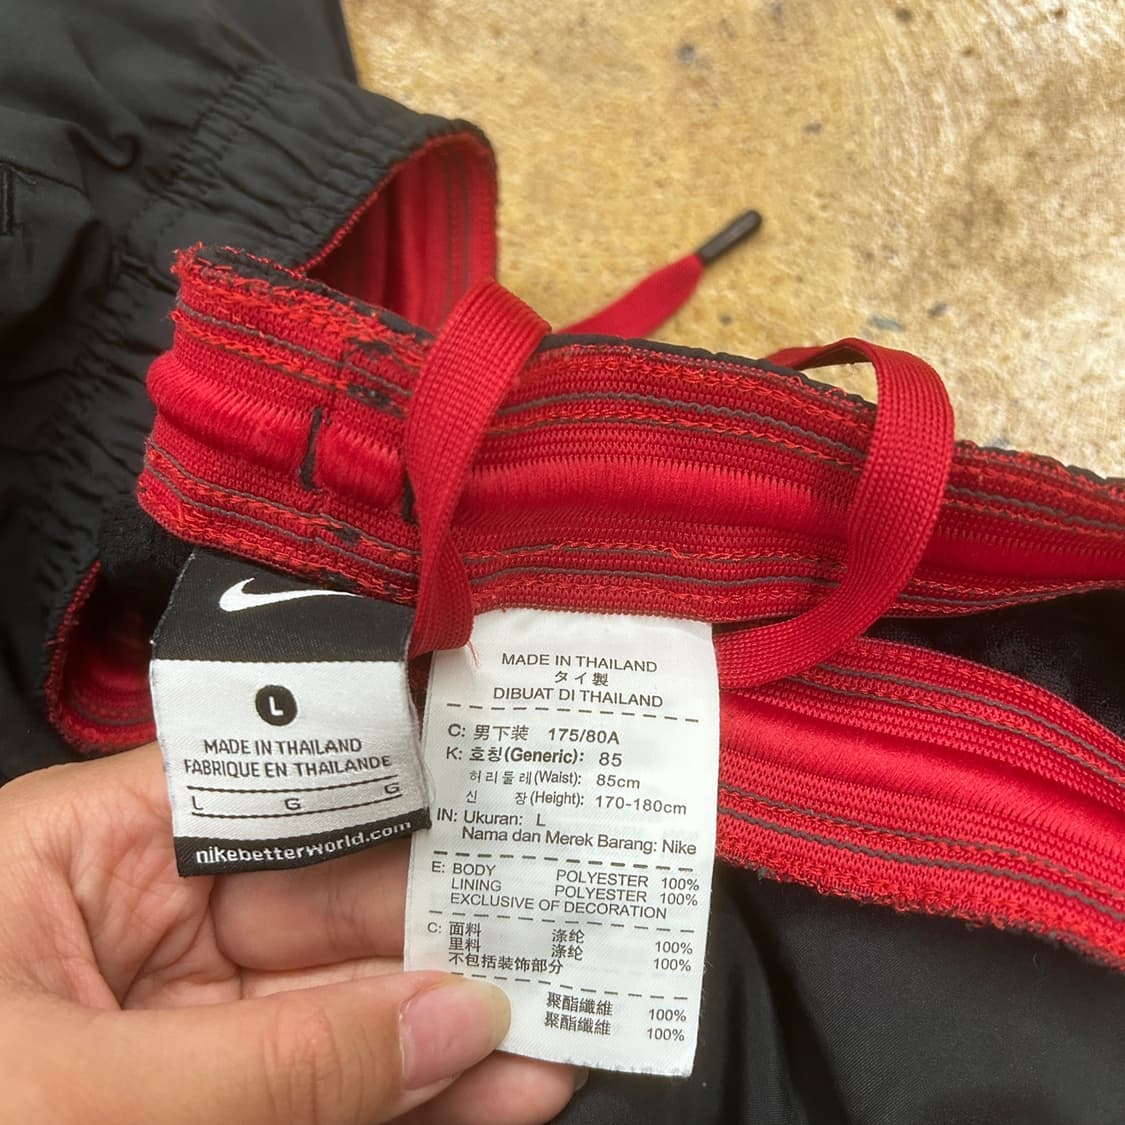 L
MADE IN THAILAND
FABRIQUE EN THAILANDE
L G G
nikebetterworld.com
MADE IN THAILAND
タイ製
DIBUAT DI THAILAND
C: 男下装 175/80A
K: 호칭(Generic): 85
허리둘레(Waist): 85cm
신 장(Height): 170-180cm
IN: Ukuran: L
Nama dan Merek Barang: Nike
E: BODY POLYESTER 100%
LINING POLYESTER 100%
EXCLUSIVE OF DECORATION
C: 面料 涤纶 100%
里料 涤纶 100%
不包括装饰部分
聚酯纖維 100%
聚酯纖維 100%